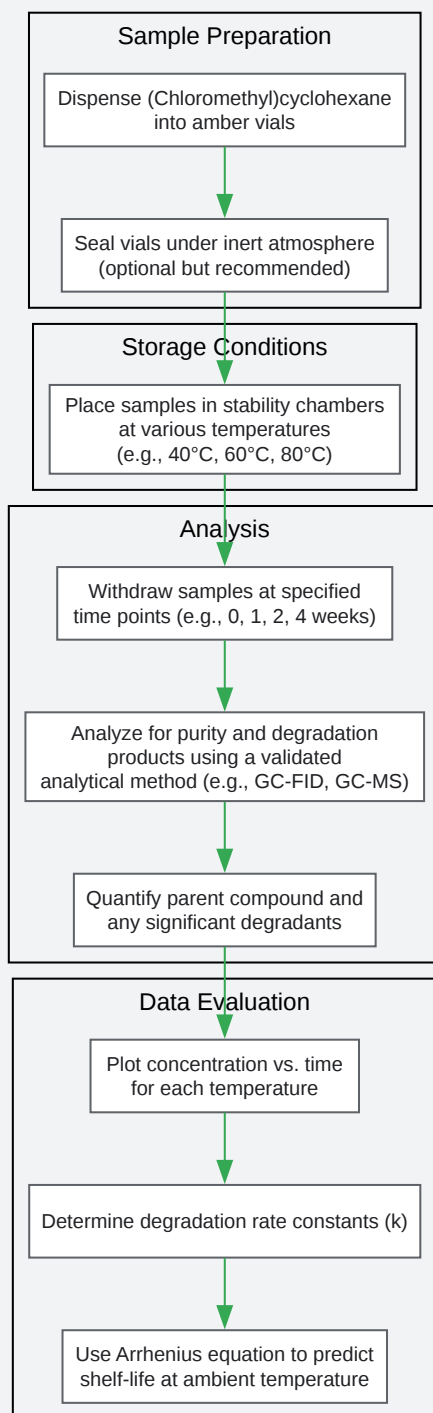 Sample Preparation
Dispense (Chloromethyl)cyclohexane
into amber vials
Seal vials under inert atmosphere
(optional but recommended)
Storage Conditions
Place samples in stability chambers
at various temperatures
(e.g., 40°C, 60°C, 80°C)
Analysis
Withdraw samples at specified
time points (e.g., 0, 1, 2, 4 weeks)
Analyze for purity and degradation
products using a validated
analytical method (e.g., GC-FID, GC-MS)
Quantify parent compound and
any significant degradants
Data Evaluation
Plot concentration vs. time
for each temperature
Determine degradation rate constants (k)
Use Arrhenius equation to predict
shelf-life at ambient temperature